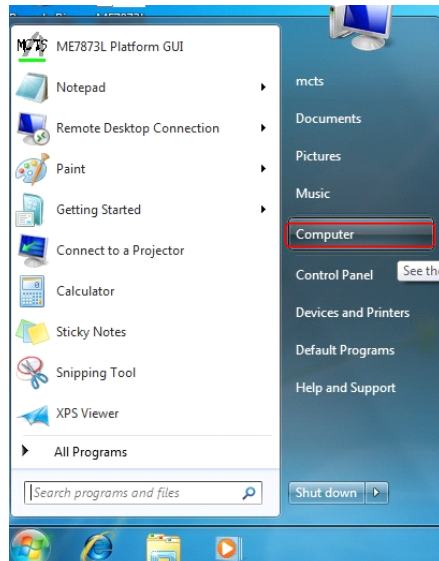 MCTS
ME7873L Platform GUI
Notepad
Remote Desktop Connection
Paint
Getting Started
Connect to a Projector
Calculator
Sticky Notes
Snipping Tool
XPS Viewer
All Programs
Search programs and files
mcts
Documents
Pictures
Music
Computer
Control Panel
See the
Devices and Printers
Default Programs
Help and Support
Shut down